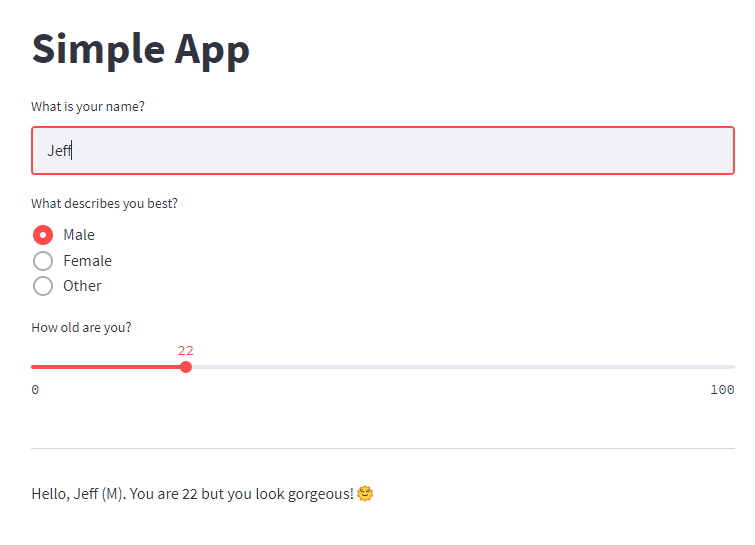 Simple App
What is your name?
Jeff
What describes you best?
Male
Female
Other
How old are you?
22
0 100
Hello, Jeff (M). You are 22 but you look gorgeous! 🌞